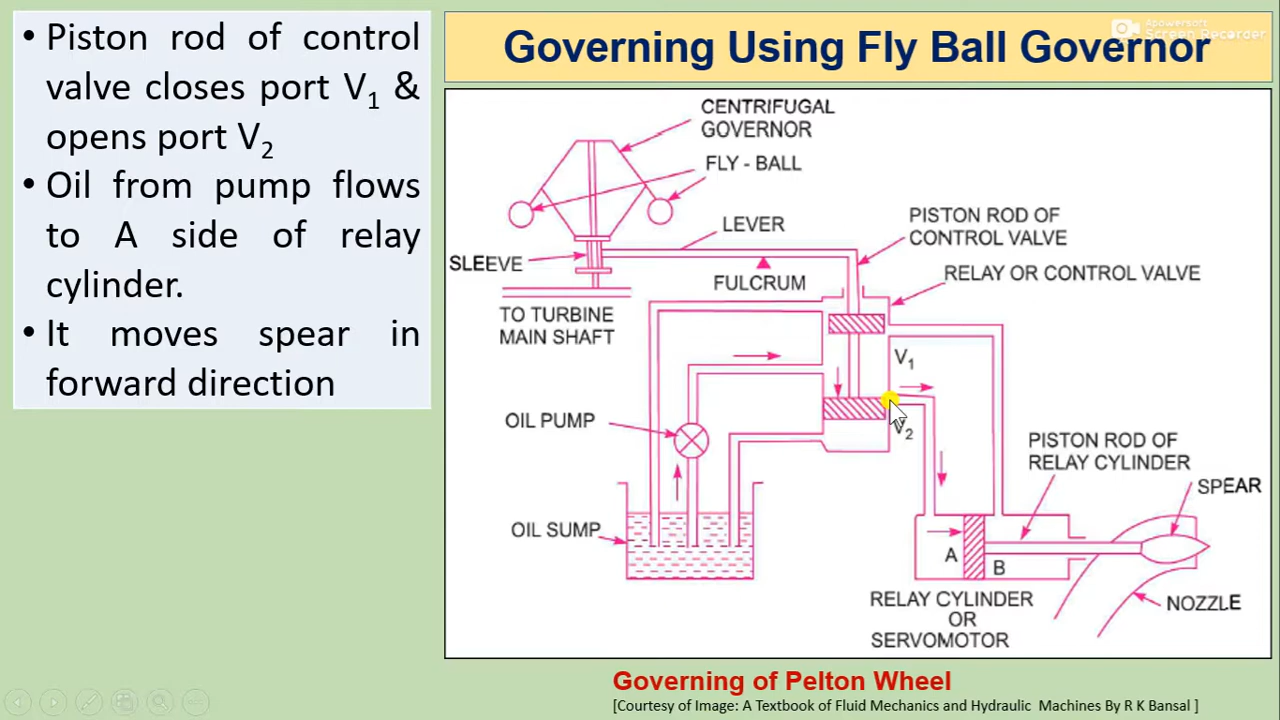 • Piston rod of control
valve closes port V₁ &
opens port V₂
• Oil from pump flows
to A side of relay
cylinder.
• It moves spear in
forward direction
Apowersoft
Screen Recorder
Governing Using Fly Ball Governor
CENTRIFUGAL
GOVERNOR
FLY - BALL
LEVER
PISTON ROD OF
CONTROL VALVE
SLEEVE
FULCRUM
RELAY OR CONTROL VALVE
TO TURBINE
MAIN SHAFT
V₁
OIL PUMP
V₂
PISTON ROD OF
RELAY CYLINDER
SPEAR
OIL SUMP
A
B
RELAY CYLINDER
OR
SERVOMOTOR
NOZZLE
Governing of Pelton Wheel
[Courtesy of Image: A Textbook of Fluid Mechanics and Hydraulic Machines By R K Bansal ]